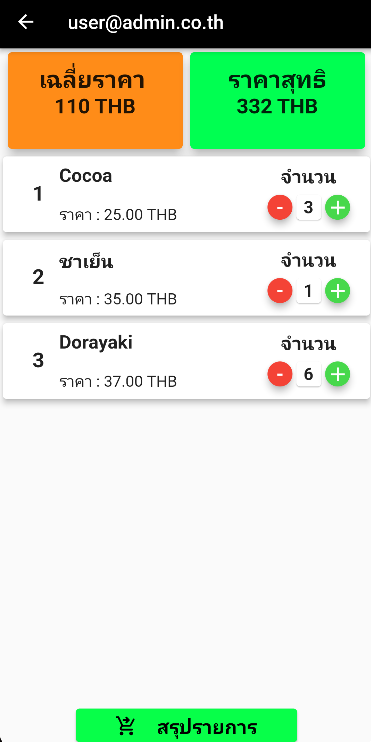 user@admin.co.th
เฉลี่ยราคา
110 THB
ราคาสุทธิ
332 THB
1
Cocoa
ราคา : 25.00 THB
จำนวน
- 3 +
2
ชาเย็น
ราคา : 35.00 THB
จำนวน
- 1 +
3
Dorayaki
ราคา : 37.00 THB
จำนวน
- 6 +
สรุปรายการ